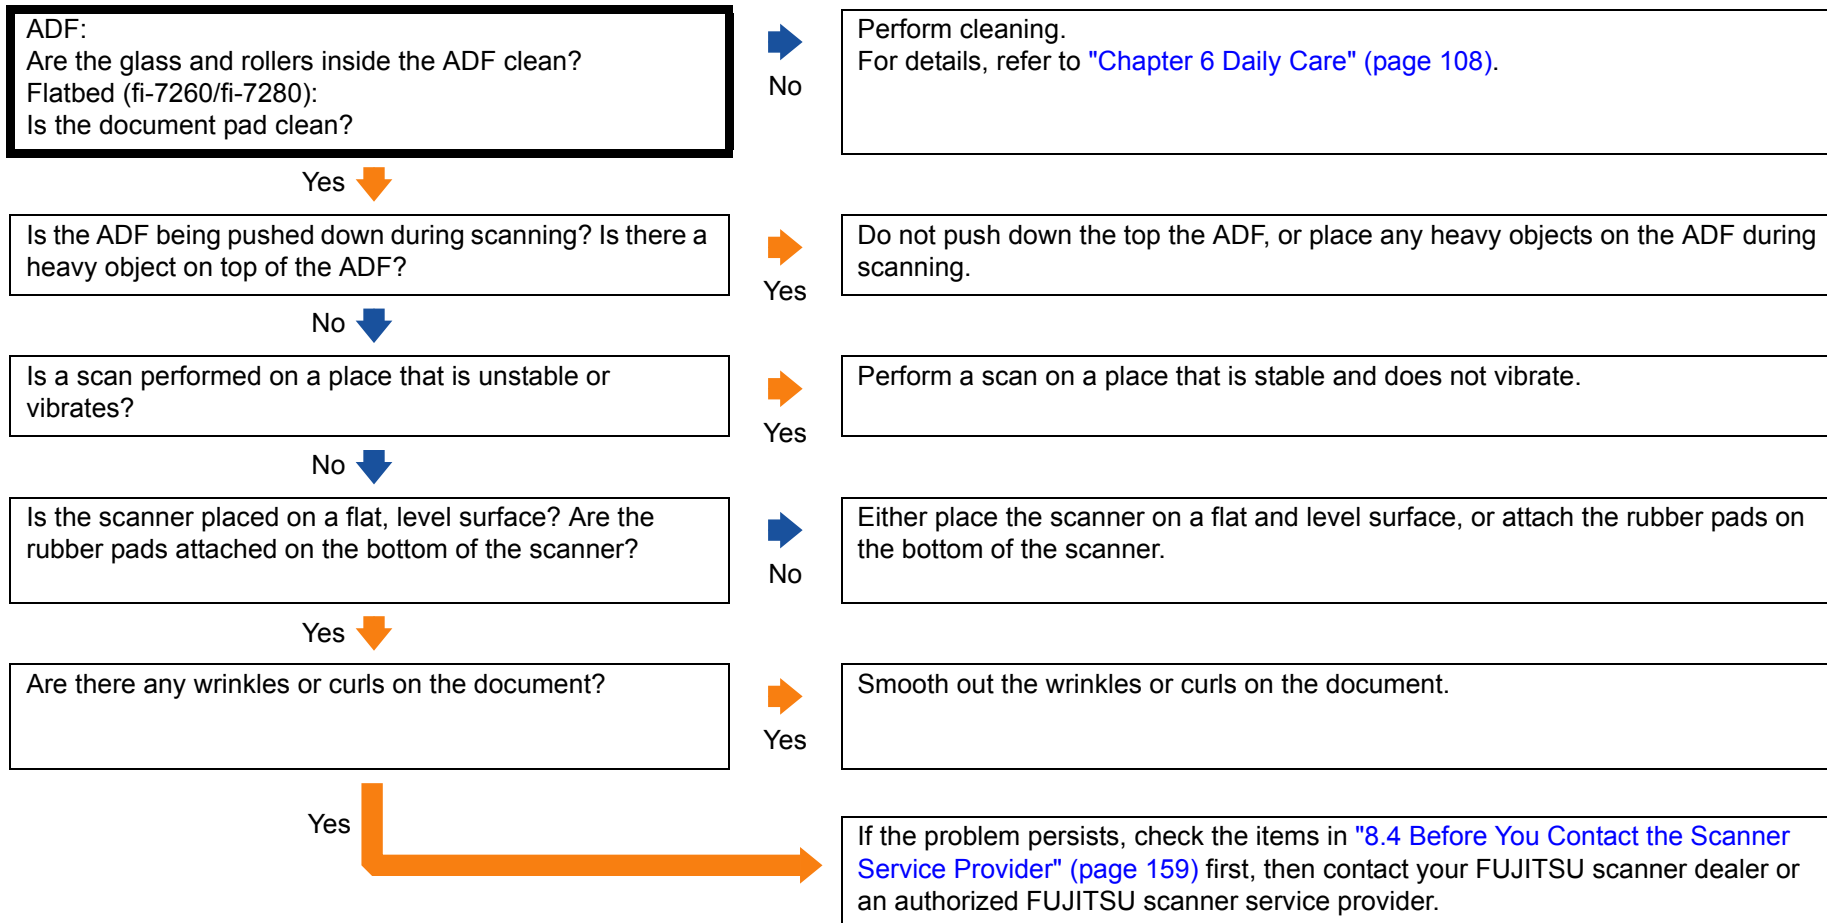 ADF:
Are the glass and rollers inside the ADF clean?
Flatbed (fi-7260/fi-7280):
Is the document pad clean?
No
Perform cleaning.
For details, refer to "Chapter 6 Daily Care" (page 108).
Yes
Is the ADF being pushed down during scanning? Is there a
heavy object on top of the ADF?
Yes
Do not push down the top the ADF, or place any heavy objects on the ADF during
scanning.
No
Is a scan performed on a place that is unstable or
vibrates?
Yes
Perform a scan on a place that is stable and does not vibrate.
No
Is the scanner placed on a flat, level surface? Are the
rubber pads attached on the bottom of the scanner?
No
Either place the scanner on a flat and level surface, or attach the rubber pads on
the bottom of the scanner.
Yes
Are there any wrinkles or curls on the document?
Yes
Smooth out the wrinkles or curls on the document.
Yes
If the problem persists, check the items in "8.4 Before You Contact the Scanner
Service Provider" (page 159) first, then contact your FUJITSU scanner dealer or
an authorized FUJITSU scanner service provider.